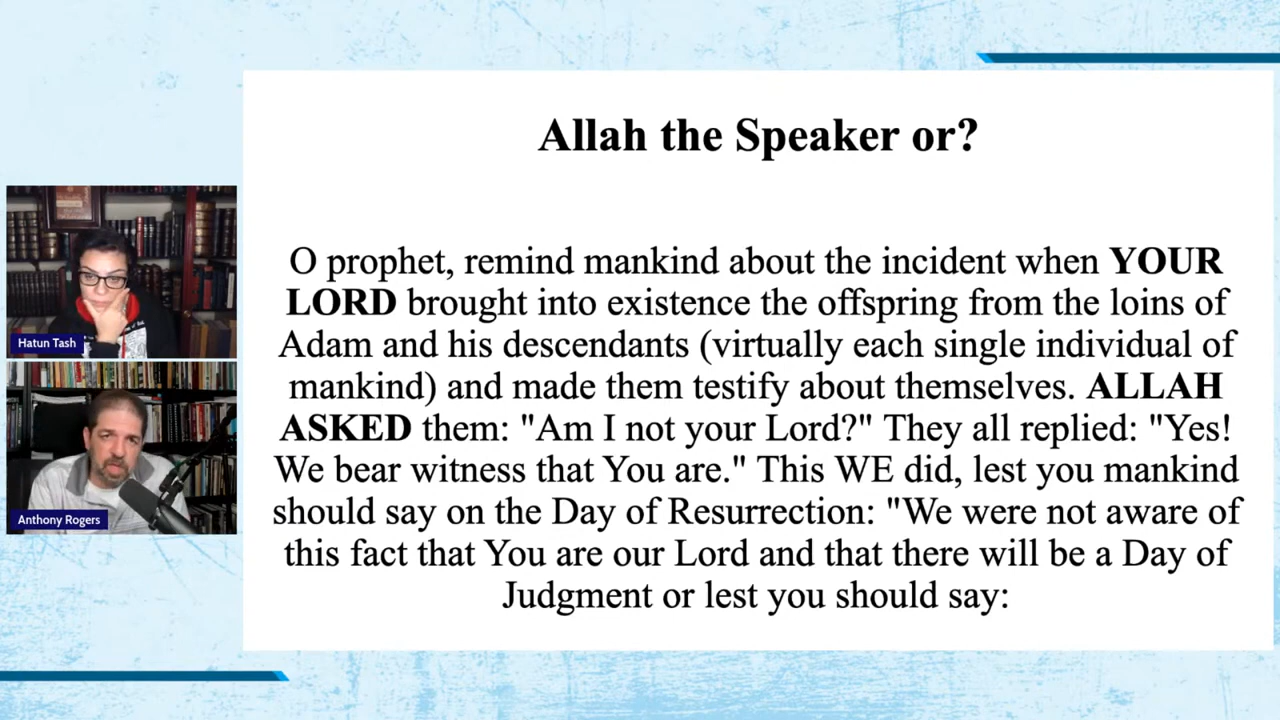 Allah the Speaker or?
O prophet, remind mankind about the incident when YOUR
LORD brought into existence the offspring from the loins of
Adam and his descendants (virtually each single individual of
mankind) and made them testify about themselves. ALLAH
ASKED them: "Am I not your Lord?" They all replied: "Yes!
We bear witness that You are." This WE did, lest you mankind
should say on the Day of Resurrection: "We were not aware of
this fact that You are our Lord and that there will be a Day of
Judgment or lest you should say:
Hatun Tash
Anthony Rogers